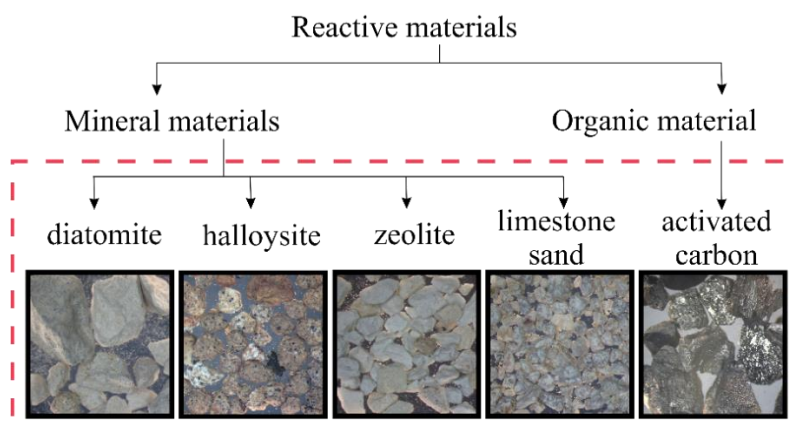 Reactive materials
Mineral materials
Organic material
diatomite
halloysite
zeolite
limestone
sand
activated
carbon